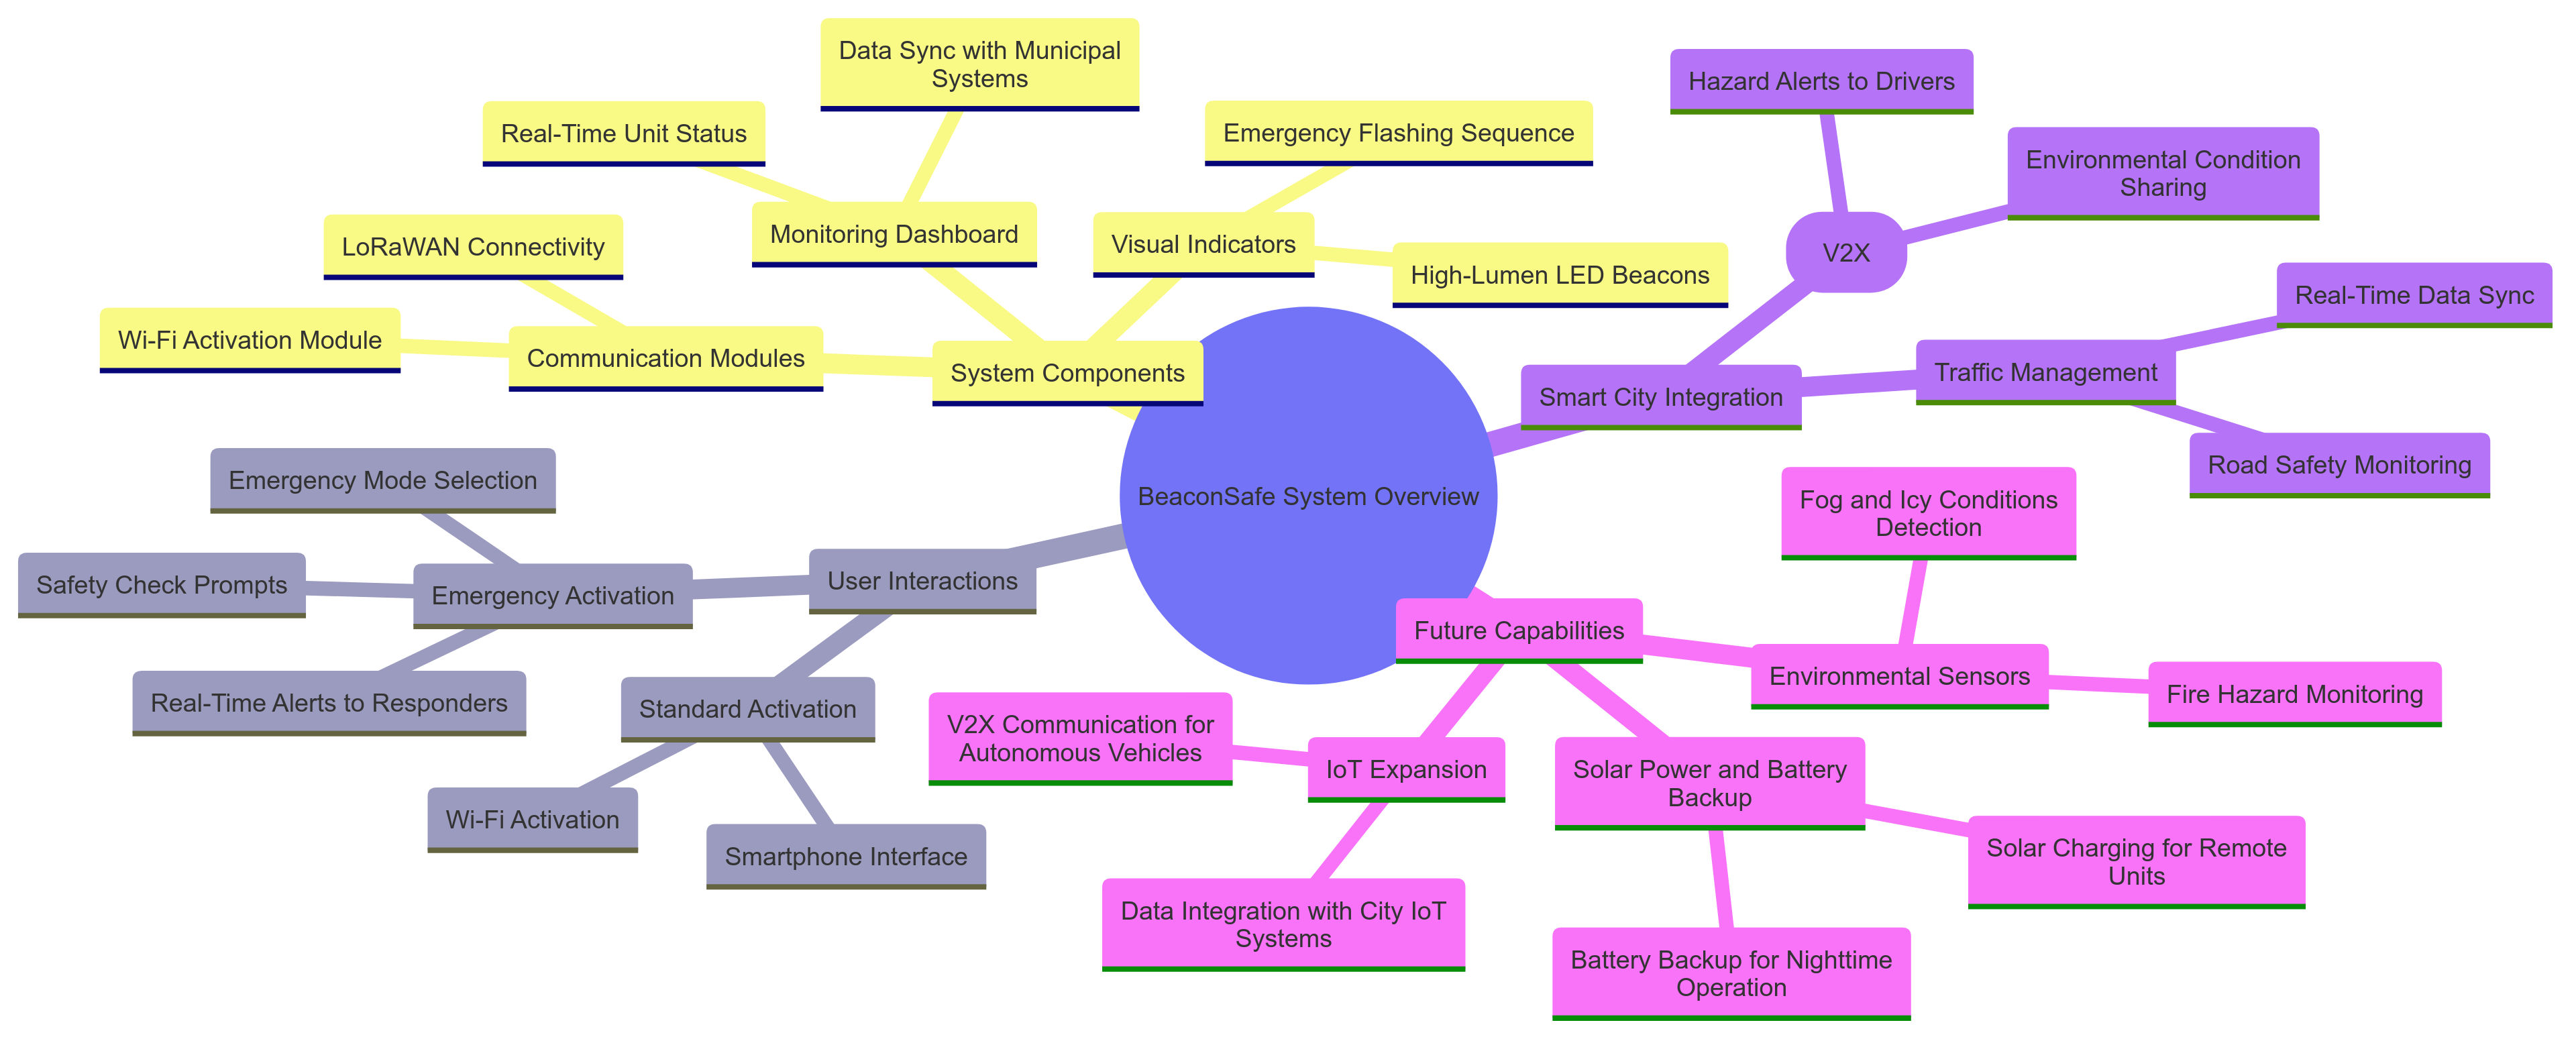 Data Sync with Municipal
Systems
Real-Time Unit Status
Emergency Flashing Sequence
Monitoring Dashboard
Visual Indicators
LoRaWAN Connectivity
High-Lumen LED Beacons
Wi-Fi Activation Module
Communication Modules
System Components
Hazard Alerts to Drivers
Environmental Condition
Sharing
V2X
Real-Time Data Sync
Traffic Management
Smart City Integration
Road Safety Monitoring
BeaconSafe System Overview
Emergency Mode Selection
Safety Check Prompts
Emergency Activation
User Interactions
Real-Time Alerts to Responders
Standard Activation
Wi-Fi Activation
Smartphone Interface
Fog and Icy Conditions
Detection
Future Capabilities
Environmental Sensors
Fire Hazard Monitoring
V2X Communication for
Autonomous Vehicles
IoT Expansion
Solar Power and Battery
Backup
Solar Charging for Remote
Units
Data Integration with City IoT
Systems
Battery Backup for Nighttime
Operation